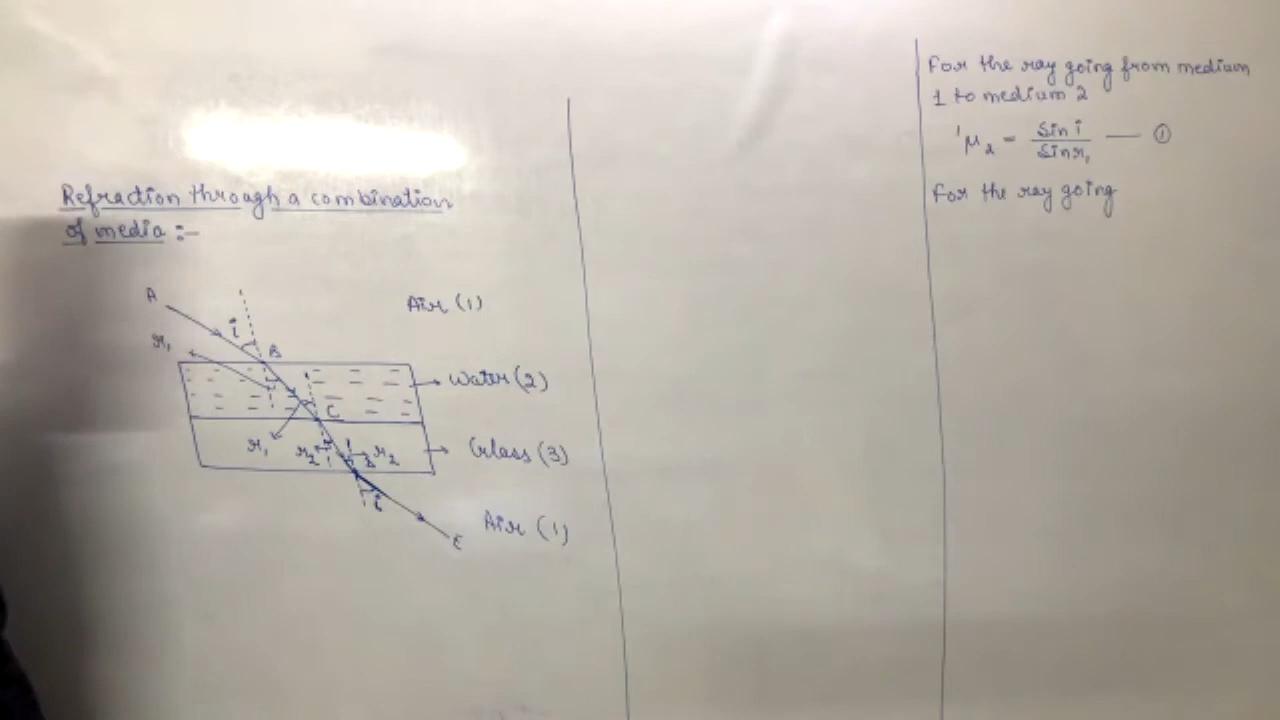 Refraction through a combination
of media :-
A
i
Air (1)
r₁
B
Water (2)
C
r₁
r₂
r₂
Glass (3)
i
Air (1)
E
For the ray going from medium
1 to medium 2
¹μ₂ = Sin i / Sin r₁ — ①
For the ray going